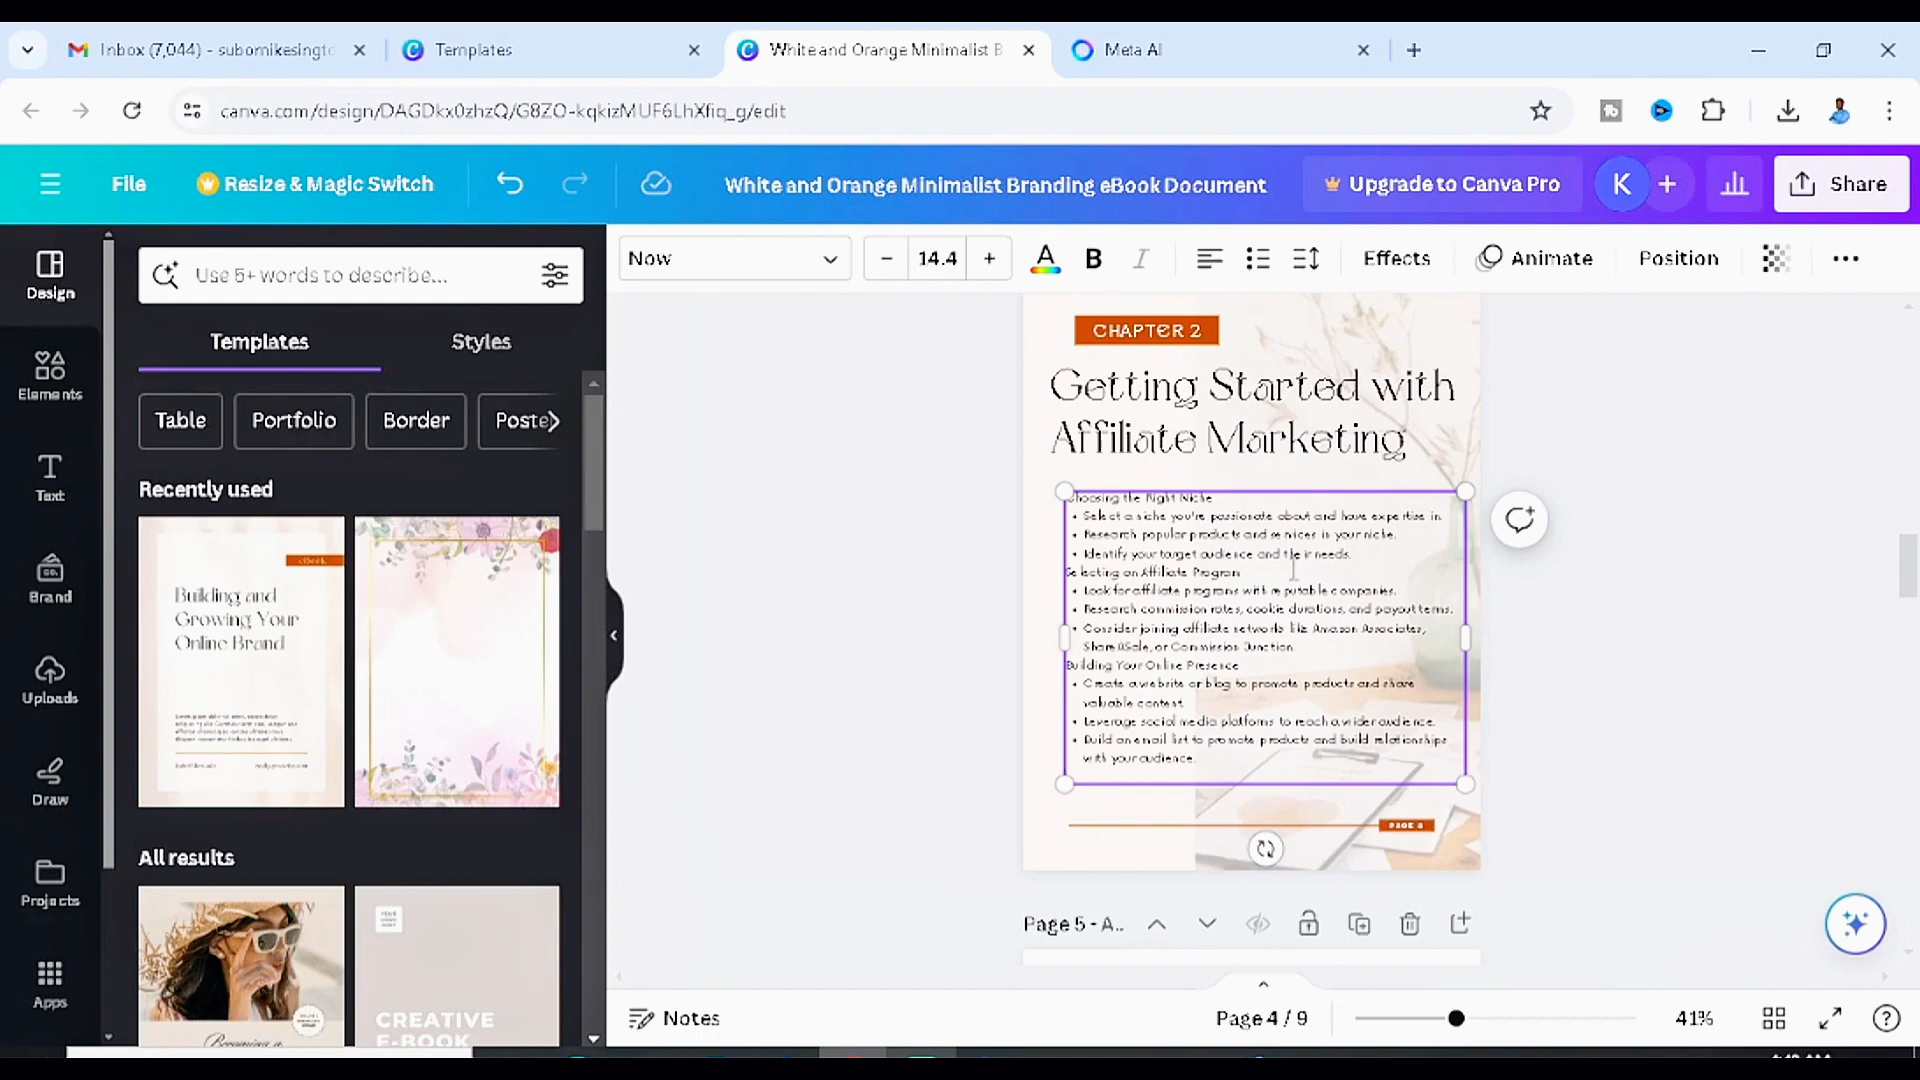 Inbox (7,044) - subomikesingto
Templates
White and Orange Minimalist B
Meta AI
canva.com/design/DAGDkx0zhzQ/G8ZO-kqkizMUF6LhXfiq_g/edit
File
Resize & Magic Switch
White and Orange Minimalist Branding eBook Document
Upgrade to Canva Pro
K
Share
Design
Elements
Text
Brand
Uploads
Draw
Projects
Apps
Use 5+ words to describe...
Templates
Styles
Table
Portfolio
Border
Poste
Recently used
Building and
Growing Your
Online Brand
All results
CREATIVE
E-BOOK
Now
14.4
A
B
I
Effects
Animate
Position
CHAPTER 2
Getting Started with
Affiliate Marketing
Choosing the Right Niche
• Select a niche you're passionate about and have expertise in.
• Research popular products and services in your niche.
• Identify your target audience and their needs.
Selecting an Affiliate Program
• Look for affiliate programs with reputable companies.
• Research commission rates, cookie durations, and payout terms.
• Consider joining affiliate networks like Amazon Associates,
ShareASale, or Commission Junction.
Building Your Online Presence
• Create a website or blog to promote products and share
valuable content.
• Leverage social media platforms to reach a wider audience.
• Build an email list to promote products and build relationships
with your audience.
Page 5 - A..
Notes
Page 4 / 9
41%